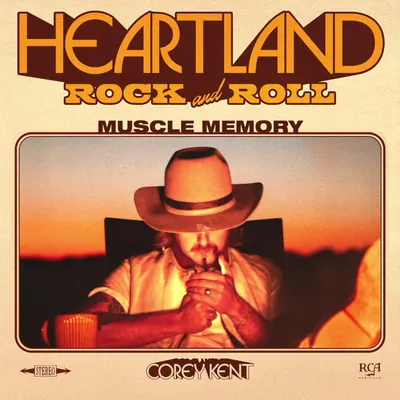 HEARTLAND
ROCK and ROLL
MUSCLE MEMORY
STEREO
COREY KENT
RCA